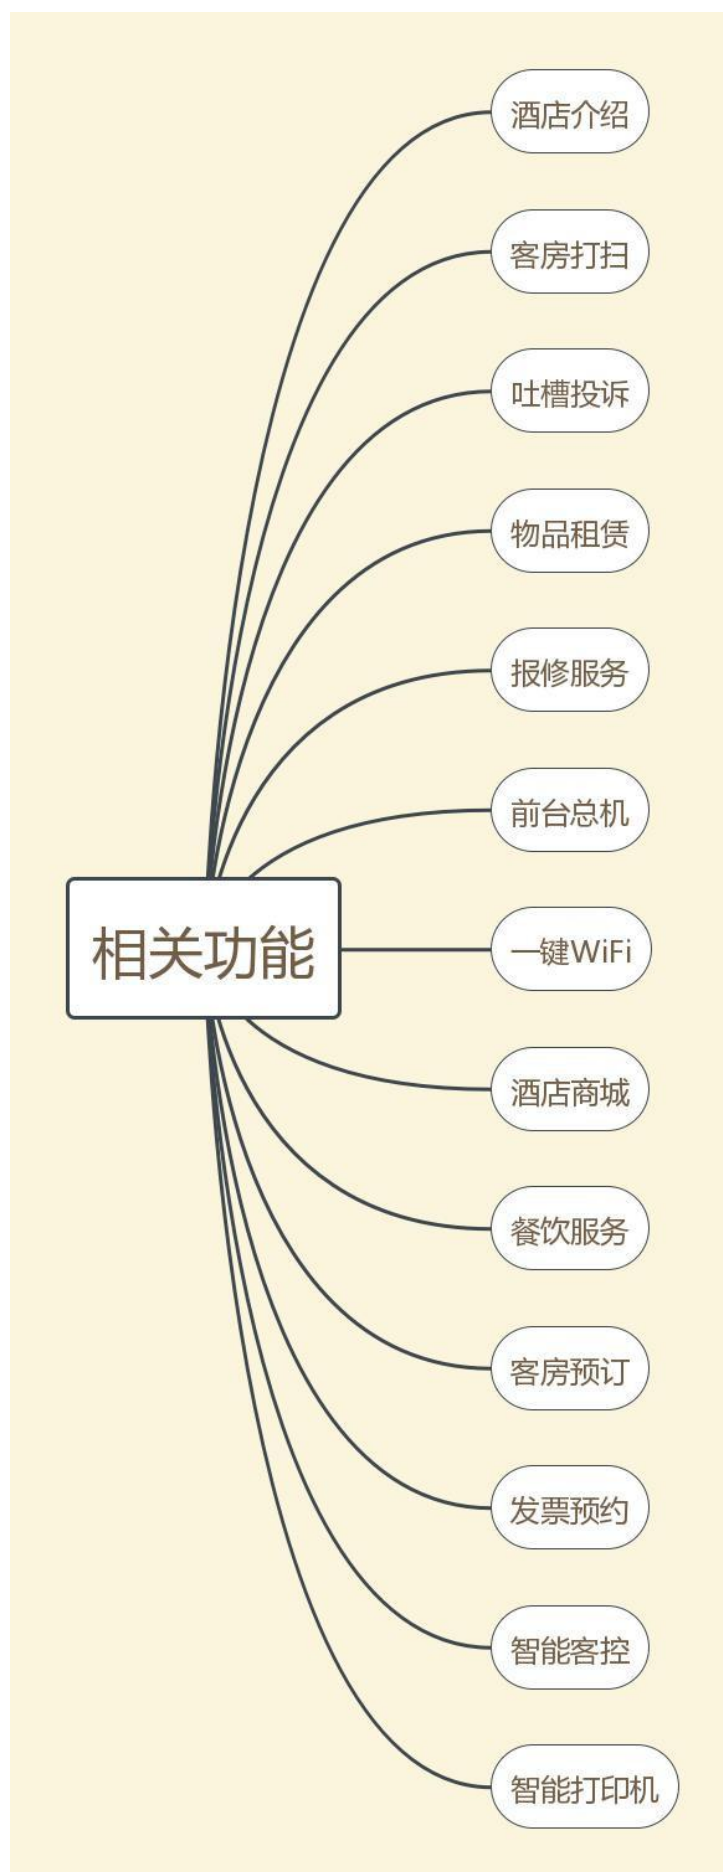 酒店介绍
客房打扫
吐槽投诉
物品租赁
报修服务
前台总机
相关功能
一键WiFi
酒店商城
餐饮服务
客房预订
发票预约
智能客控
智能打印机